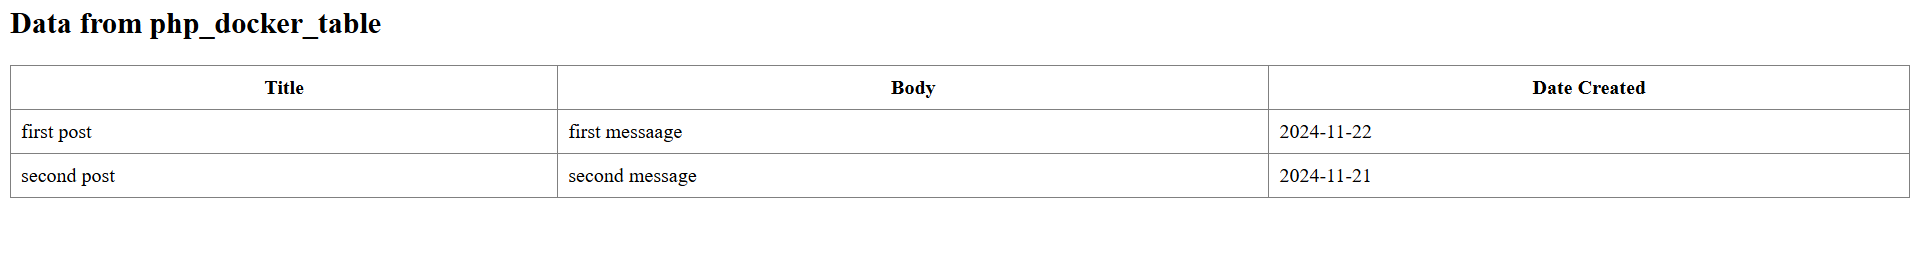 Data from php_docker_table
Title Body Date Created
first post first messaage 2024-11-22
second post second message 2024-11-21